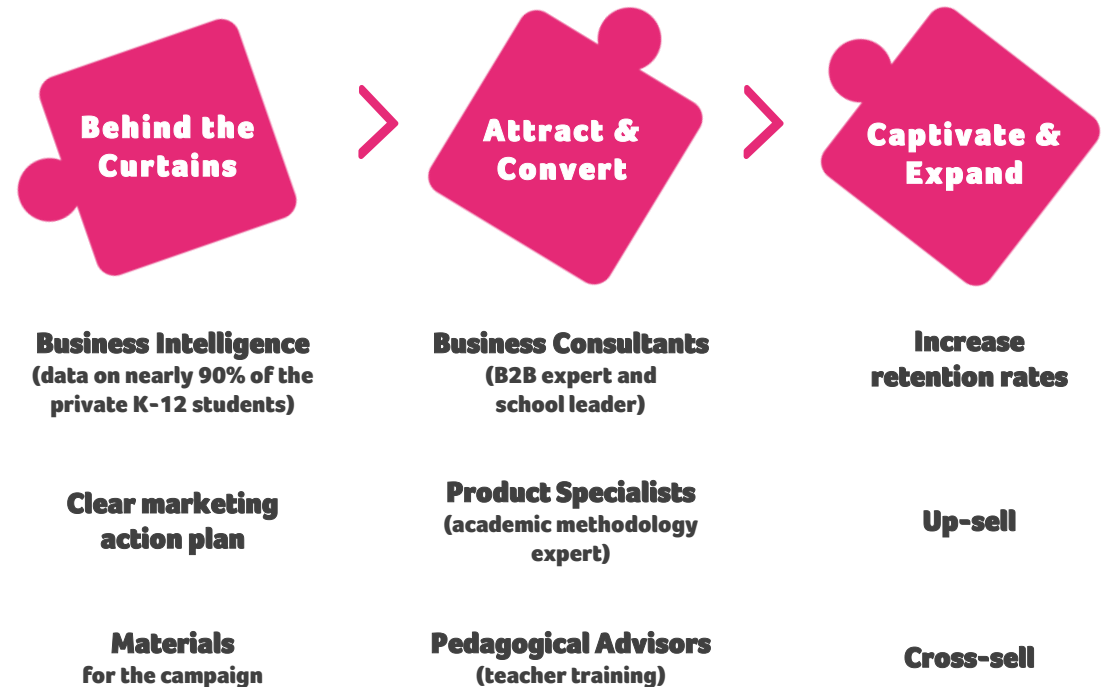 Behind the
Curtains
Attract &
Convert
Captivate &
Expand
Business Intelligence
(data on nearly 90% of the
private K-12 students)
Clear marketing
action plan
Materials
for the campaign
Business Consultants
(B2B expert and
school leader)
Product Specialists
(academic methodology
expert)
Pedagogical Advisors
(teacher training)
Increase
retention rates
Up-sell
Cross-sell